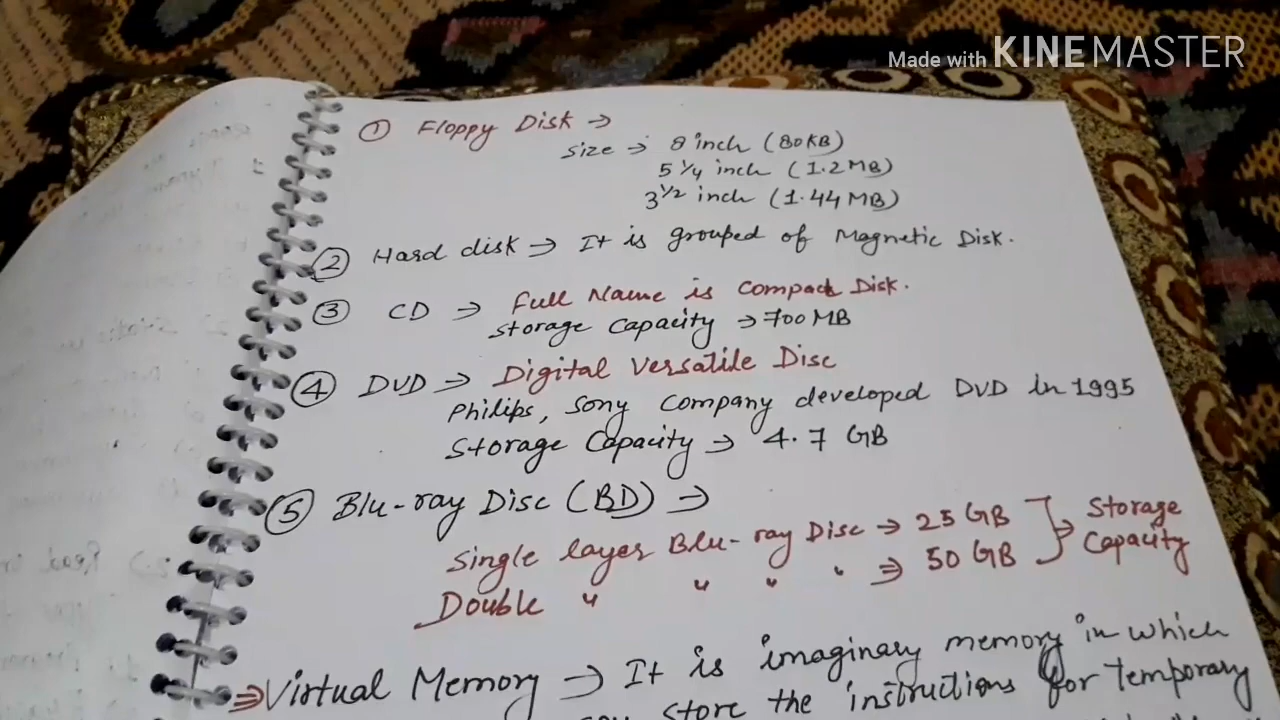 Made with KINEMASTER
① Floppy Disk →
size → 8 inch (80KB)
5 1/4 inch (1.2MB)
3 1/2 inch (1.44MB)
② Hard disk → It is grouped of Magnetic Disk.
③ CD → Full Name is Compack Disk.
Storage Capacity → 700 MB
④ DVD → Digital Versatile Disc
Philips, Sony Company developed DVD in 1995
Storage Capacity → 4.7 GB
⑤ Blu-ray Disc (BD) →
Single layer Blu-ray Disc → 25 GB
Double " " " " → 50 GB
Storage
Capacity
⇒ Virtual Memory → It is imaginary memory in which
store the instructions for temporary